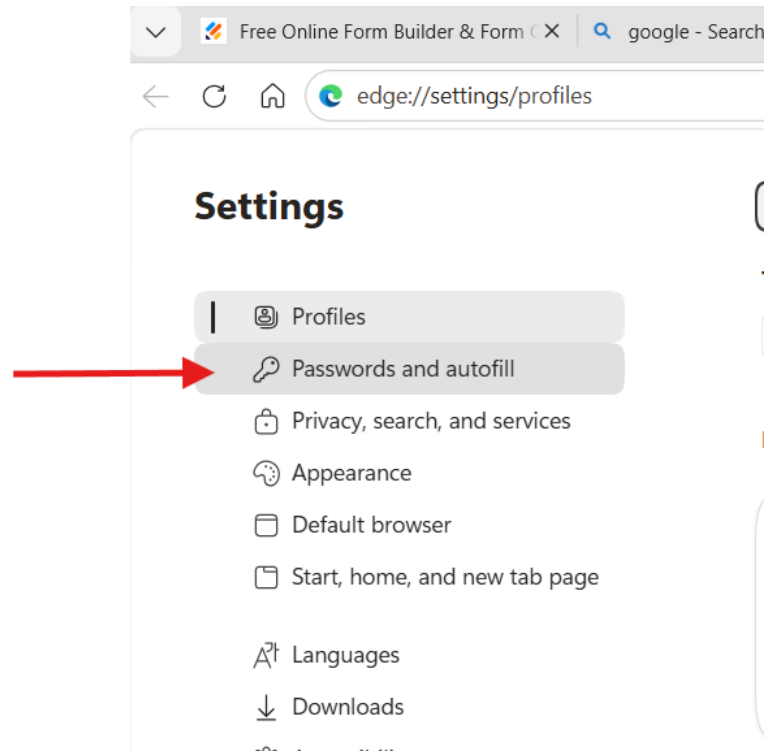 Free Online Form Builder & Form
google - Search
edge://settings/profiles
Settings
Profiles
Passwords and autofill
Privacy, search, and services
Appearance
Default browser
Start, home, and new tab page
Languages
Downloads